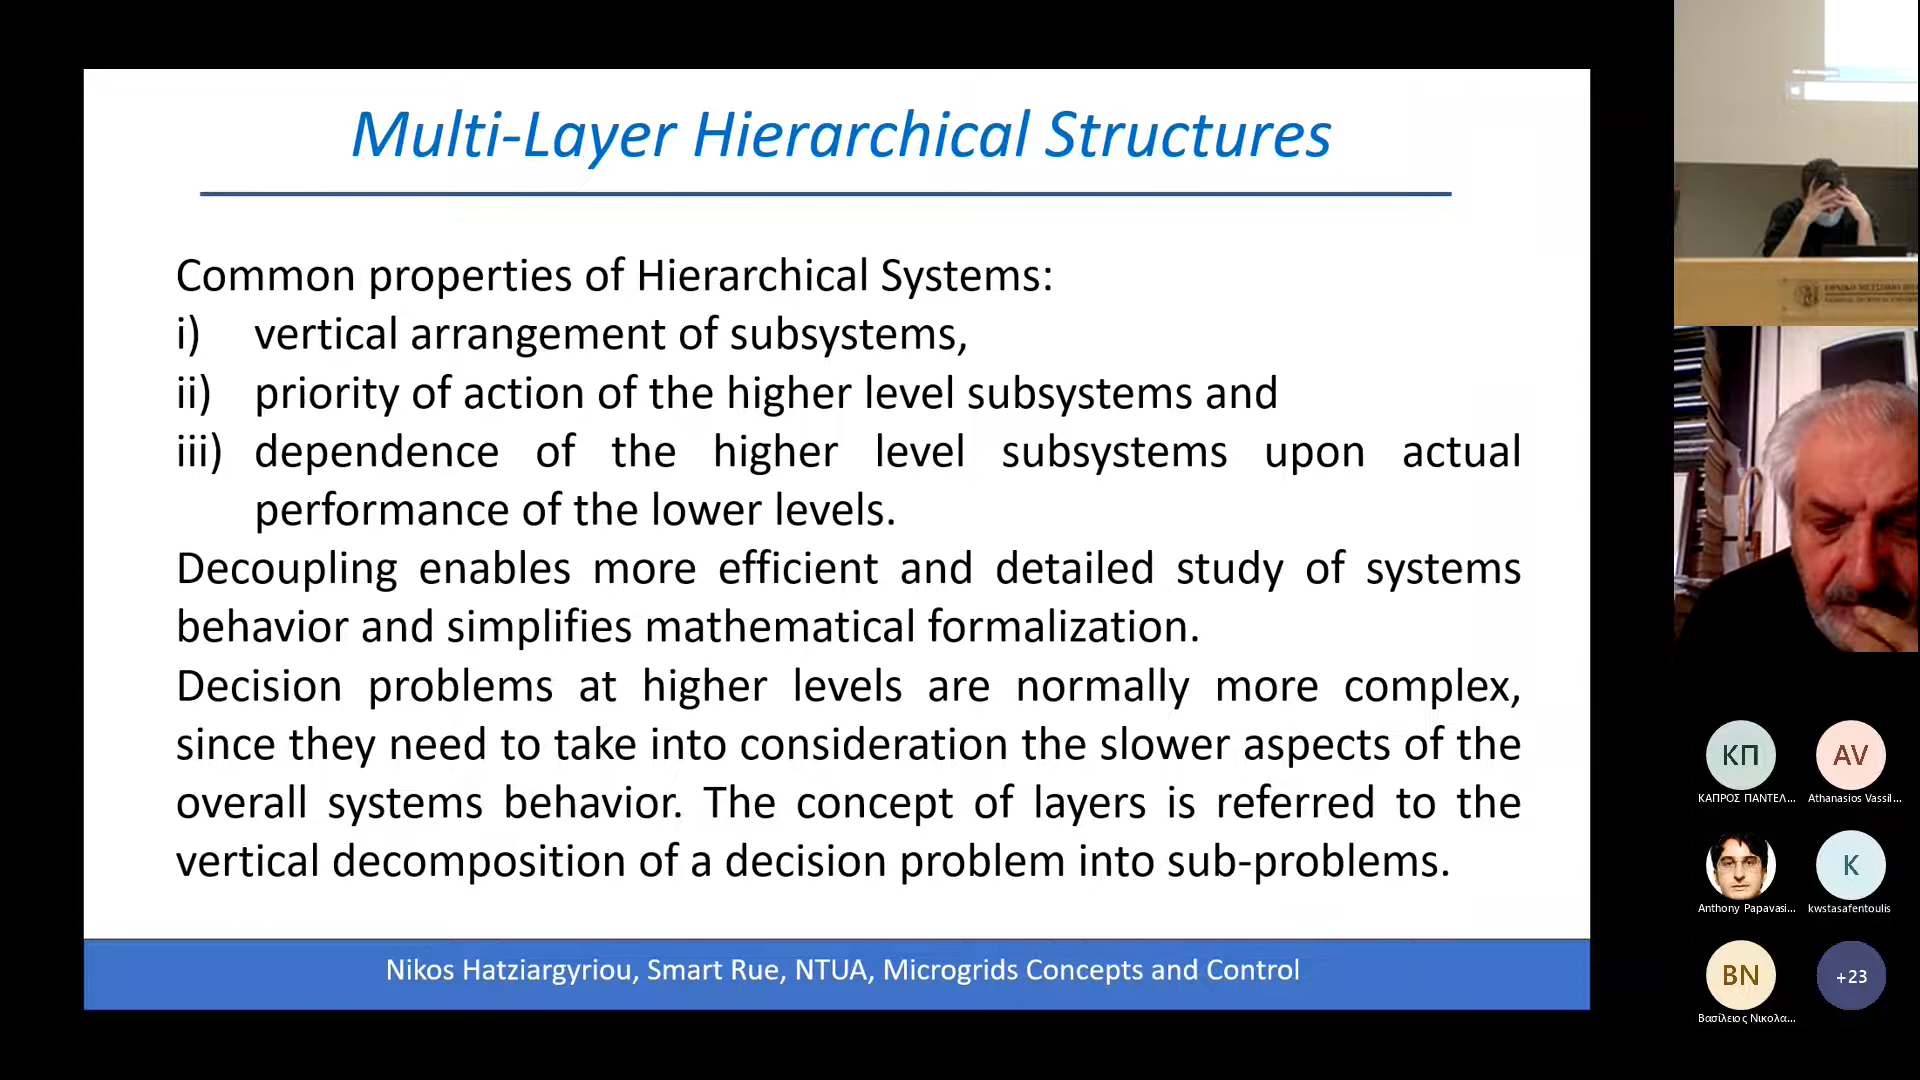 Multi-Layer Hierarchical Structures
Common properties of Hierarchical Systems:
i) vertical arrangement of subsystems,
ii) priority of action of the higher level subsystems and
iii) dependence of the higher level subsystems upon actual
performance of the lower levels.
Decoupling enables more efficient and detailed study of systems
behavior and simplifies mathematical formalization.
Decision problems at higher levels are normally more complex,
since they need to take into consideration the slower aspects of the
overall systems behavior. The concept of layers is referred to the
vertical decomposition of a decision problem into sub-problems.
Nikos Hatziargyriou, Smart Rue, NTUA, Microgrids Concepts and Control
ΚΠ
AV
ΚΑΠΡΟΣ ΠΑΝΤΕΛ...
Athanasios Vassil...
K
Anthony Papavasi...
kwstasafentoulis
ΒΝ
+23
Βασίλειος Νικολα...